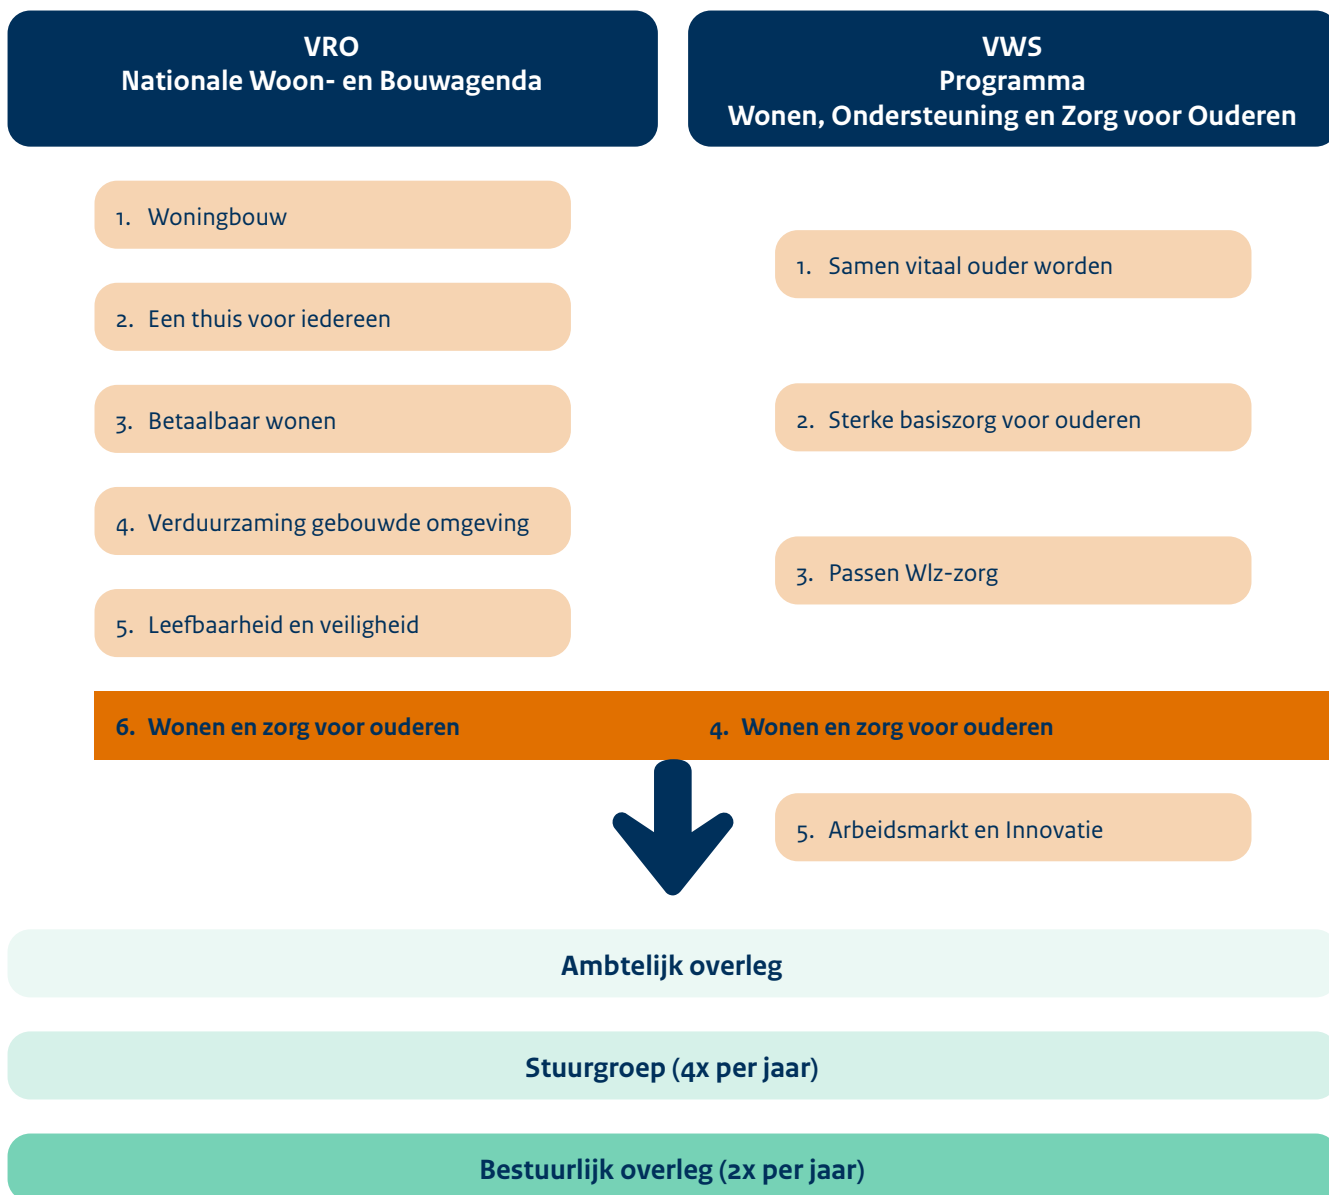 VRO
Nationale Woon- en Bouwagenda
1. Woningbouw
2. Een thuis voor iedereen
3. Betaalbaar wonen
4. Verduurzaming gebouwde omgeving
5. Leefbaarheid en veiligheid
6. Wonen en zorg voor ouderen
VWS
Programma
Wonen, Ondersteuning en Zorg voor Ouderen
1. Samen vitaal ouder worden
2. Sterke basiszorg voor ouderen
3. Passen Wlz-zorg
4. Wonen en zorg voor ouderen
5. Arbeidsmarkt en Innovatie
Ambtelijk overleg
Stuurgroep (4x per jaar)
Bestuurlijk overleg (2x per jaar)